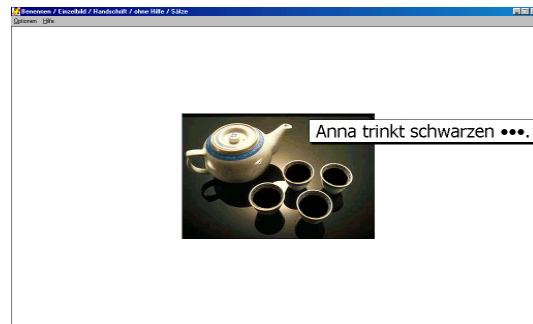 Benennen / Einzelbild / Handschrift / ohne Hilfe / Sätze
Optionen Hilfe
Anna trinkt schwarzen •••.